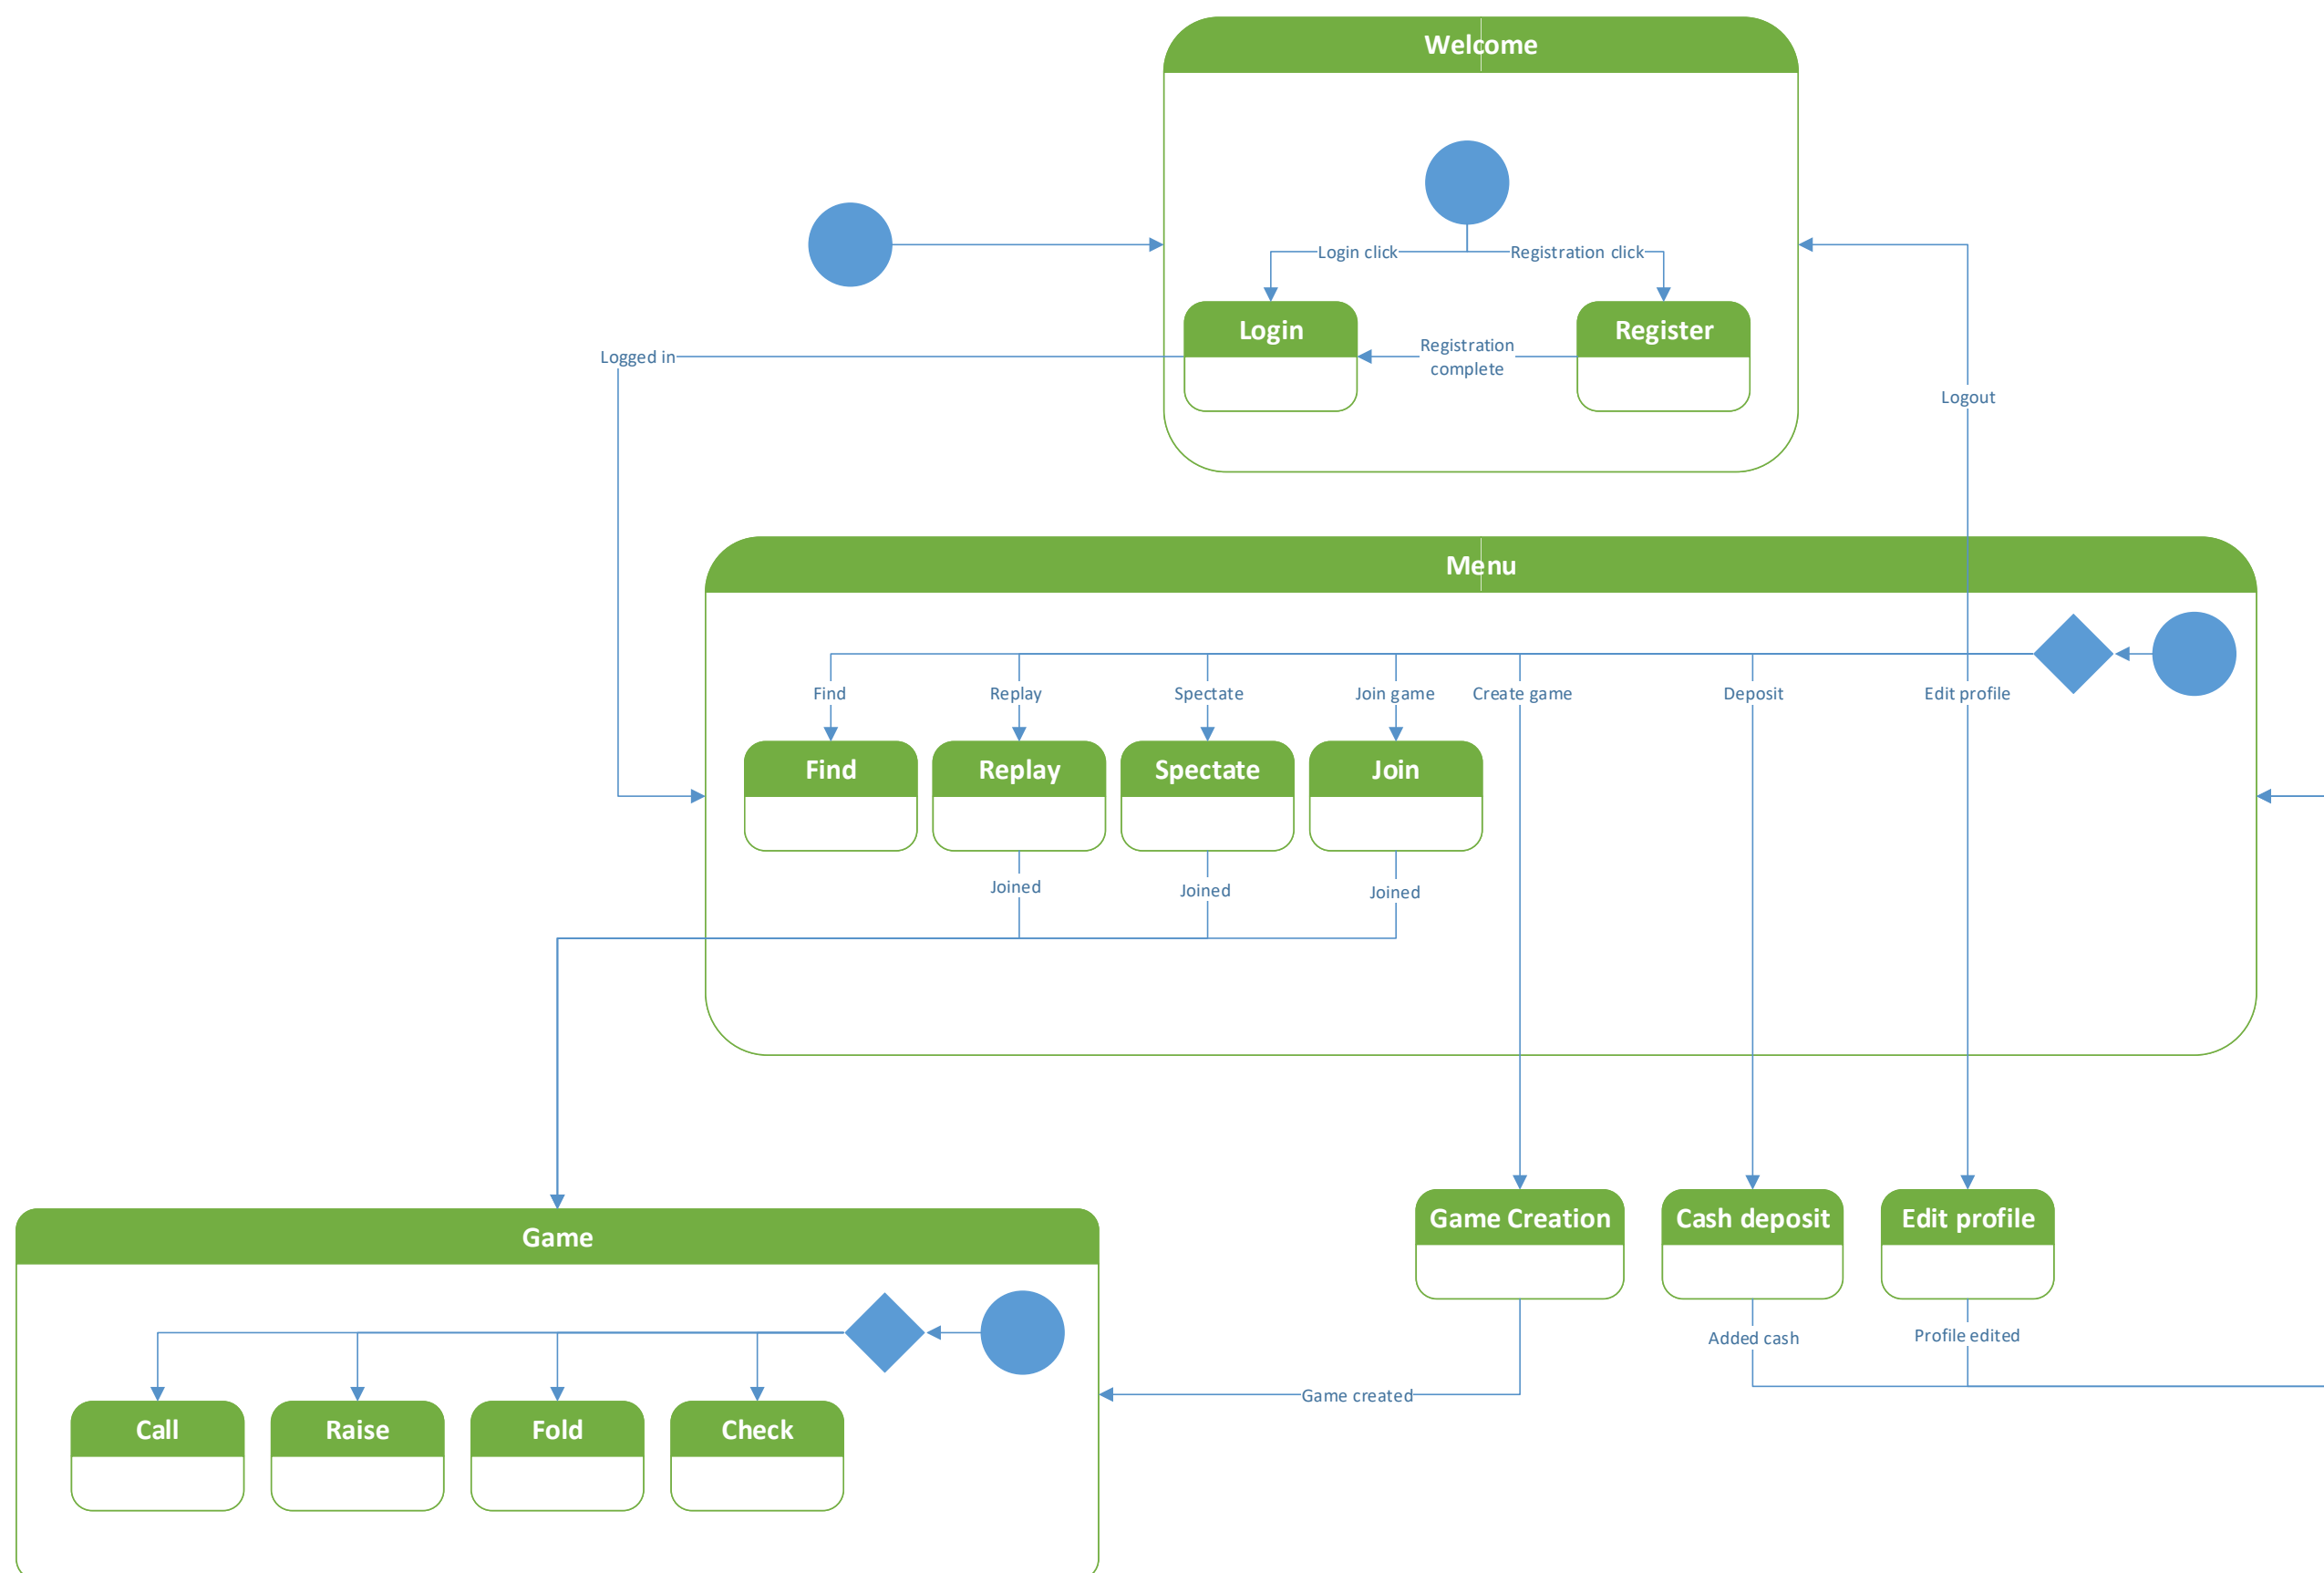 Welcome
Login click
Registration click
Login
Register
Logged in
Registration
complete
Logout
Menu
Find
Replay
Spectate
Join game
Create game
Deposit
Edit profile
Find
Replay
Spectate
Join
Joined
Joined
Joined
Game Creation
Cash deposit
Edit profile
Game
Added cash
Profile edited
Game created
Call
Raise
Fold
Check